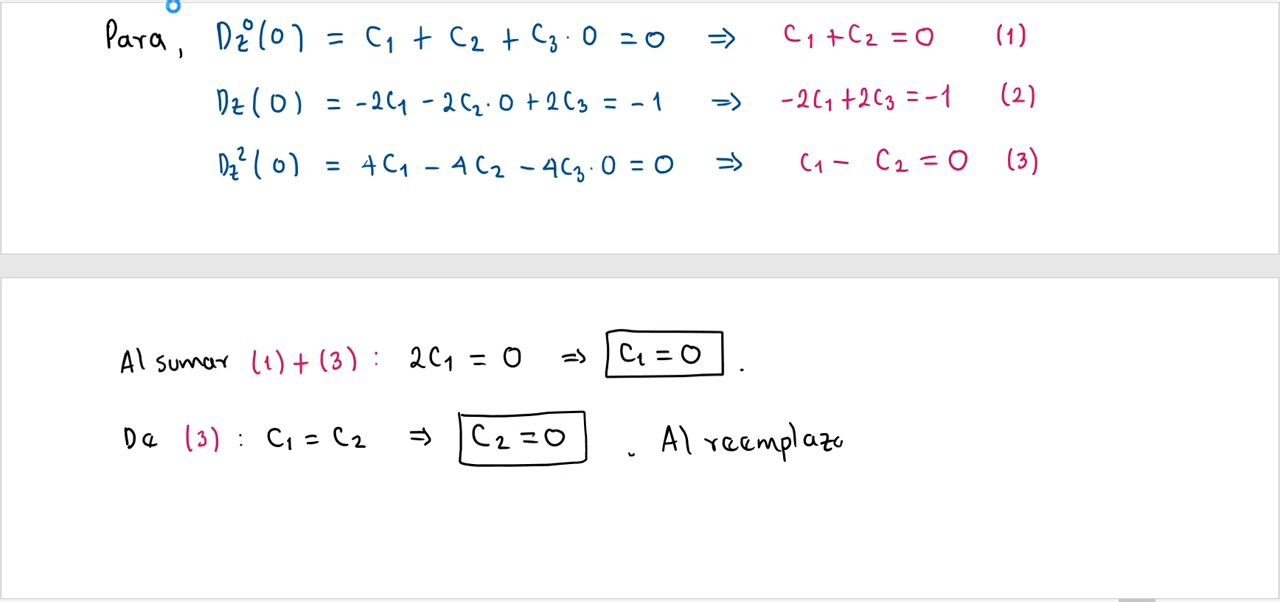 Para, Dz⁰(0) = C₁ + C₂ + C₃·0 = 0 ⇒ C₁ + C₂ = 0 (1)
Dz(0) = -2C₁ - 2C₂·0 + 2C₃ = -1 ⇒ -2C₁ + 2C₃ = -1 (2)
Dz²(0) = 4C₁ - 4C₂ - 4C₃·0 = 0 ⇒ C₁ - C₂ = 0 (3)
Al sumar (1)+(3): 2C₁ = 0 ⇒ C₁ = 0.
De (3): C₁ = C₂ ⇒ C₂ = 0. Al reemplaza